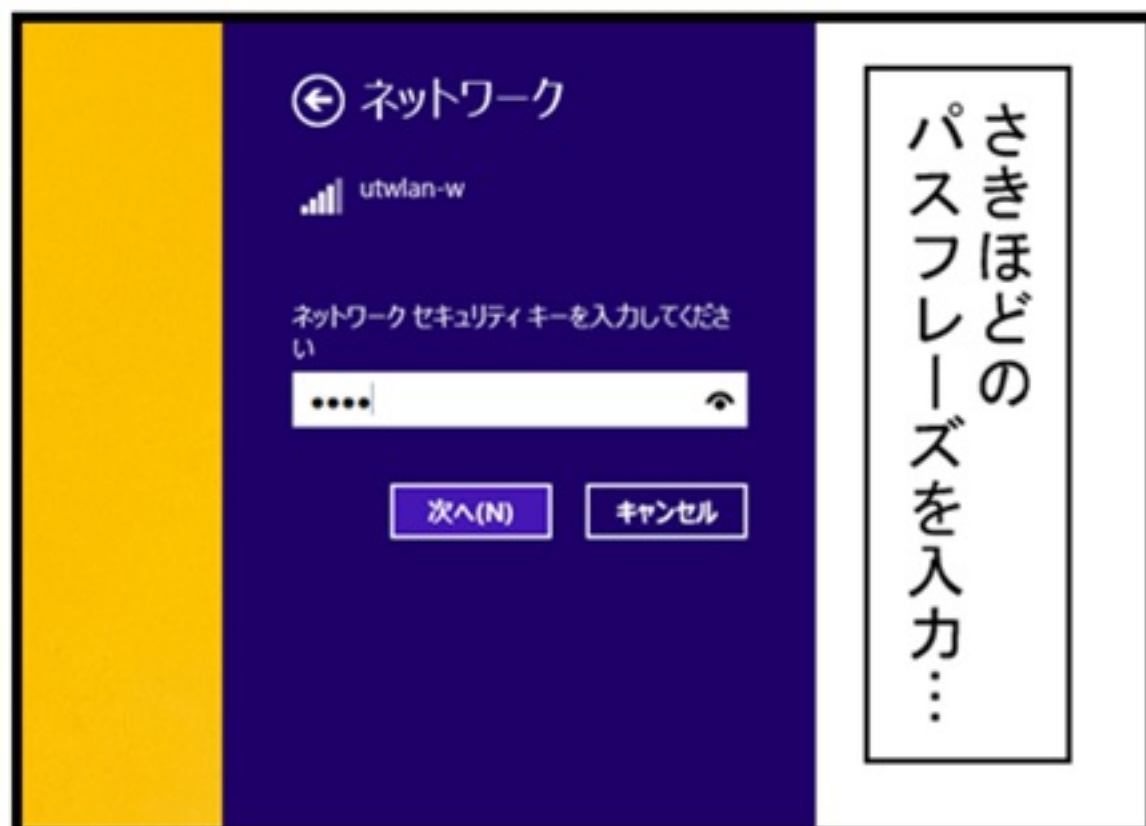 ネットワーク
utwlan-w
ネットワーク セキュリティ キーを入力してくださ
い
••••
次へ(N)
キャンセル
さきほどの
パスフレーズを入力…